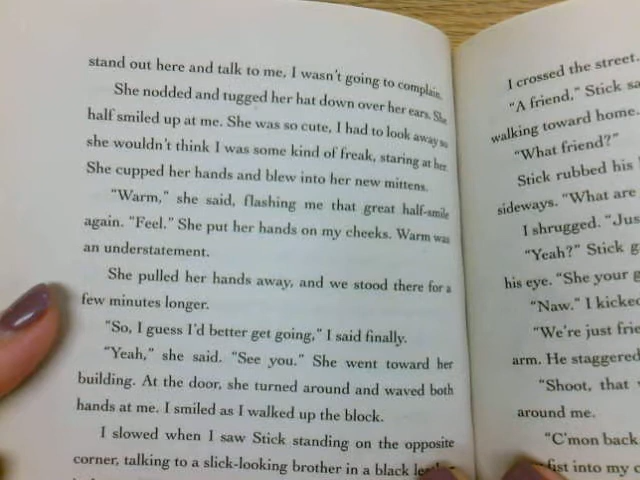 stand out here and talk to me, I wasn't going to complain.
She nodded and tugged her hat down over her ears. She
half smiled up at me. She was so cute, I had to look away so
she wouldn't think I was some kind of freak, staring at her.
She cupped her hands and blew into her new mittens.
"Warm," she said, flashing me that great half-smile
again. "Feel." She put her hands on my cheeks. Warm was
an understatement.
She pulled her hands away, and we stood there for a
few minutes longer.
"So, I guess I'd better get going," I said finally.
"Yeah," she said. "See you." She went toward her
building. At the door, she turned around and waved both
hands at me. I smiled as I walked up the block.
I slowed when I saw Stick standing on the opposite
corner, talking to a slick-looking brother in a black
I crossed the street.
"A friend," Stick
walking toward home.
"What friend?"
Stick rubbed his
sideways. "What are
I shrugged.
"Yeah?" Stick
his eye. "She your
"Naw." I kicked
"We're just
arm. He staggered
"Shoot, that
around me.
"C'mon back
fist into my